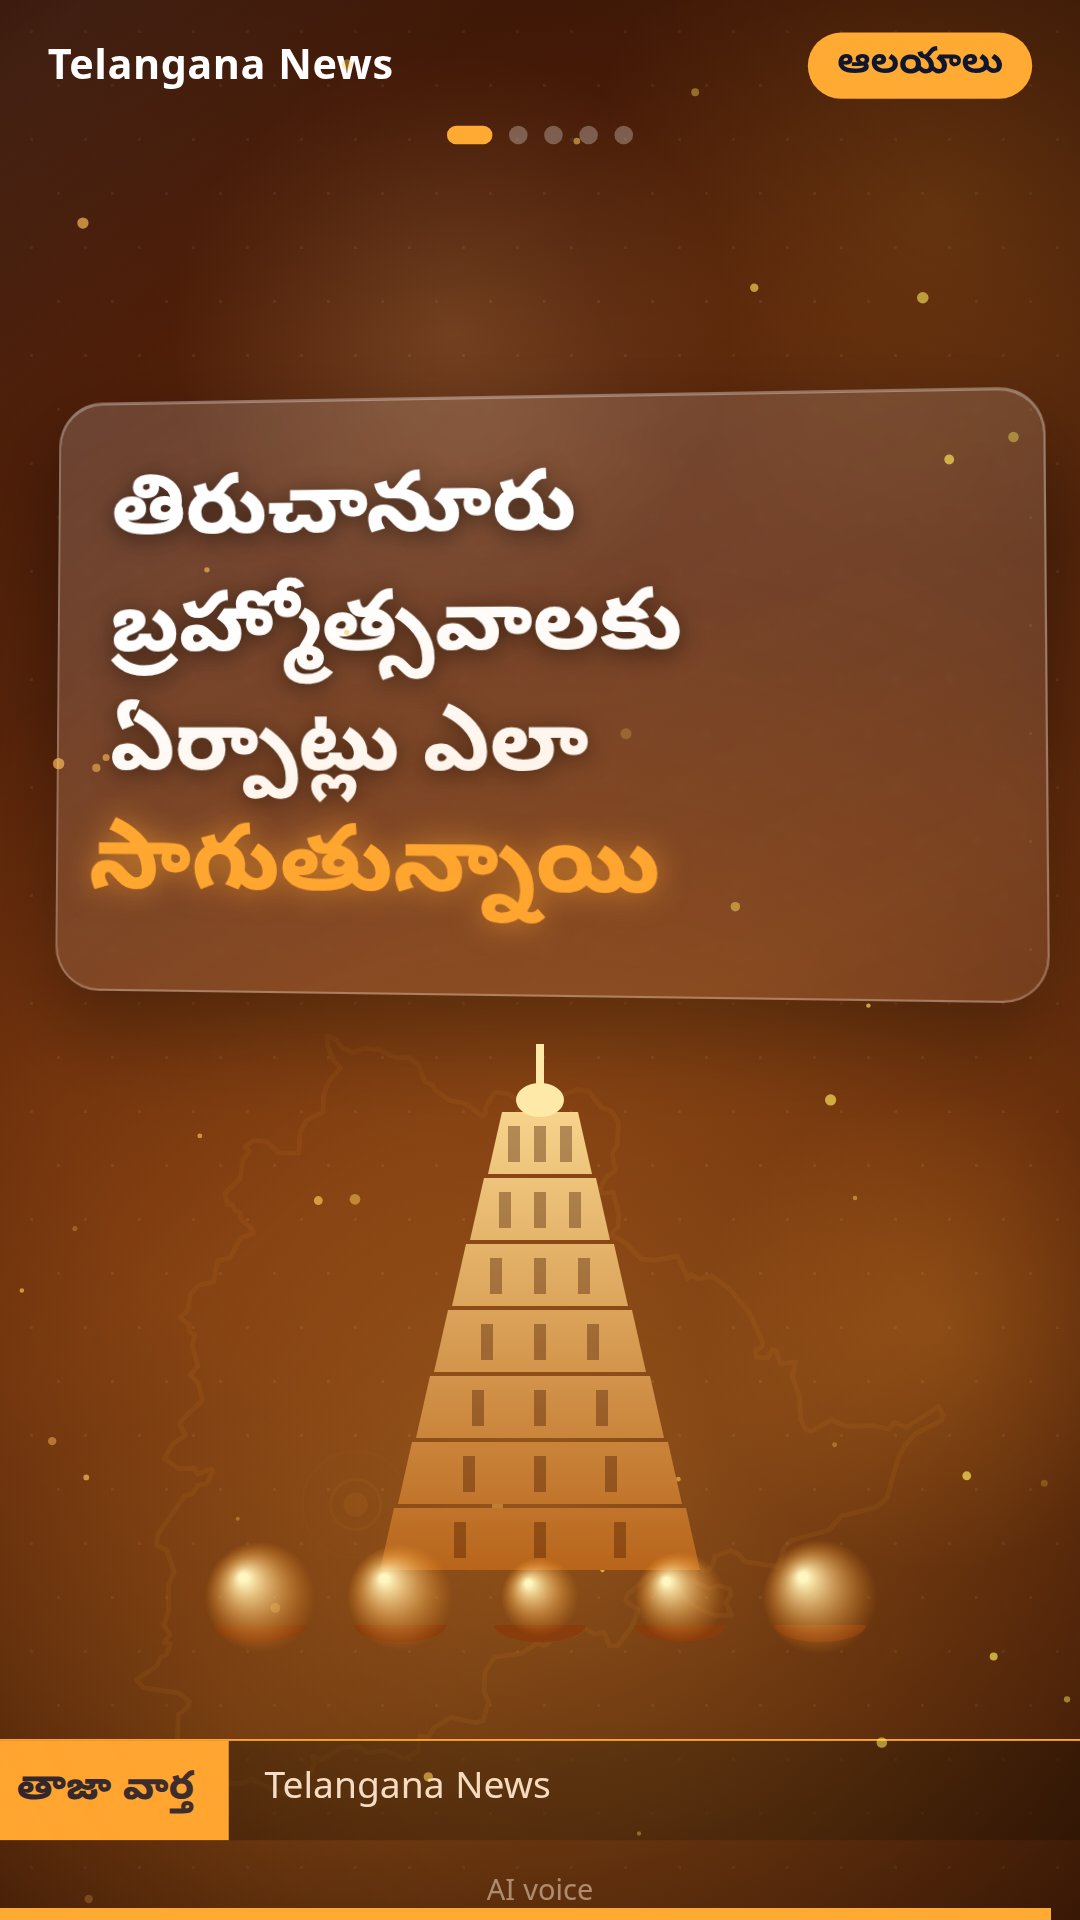 Telangana News
ఆలయాలు
తిరుచానూరు
బ్రహ్మోత్సవాలకు
ఏర్పాట్లు ఎలా
సాగుతున్నాయి
తాజా వార్త
Telangana News
AI voice